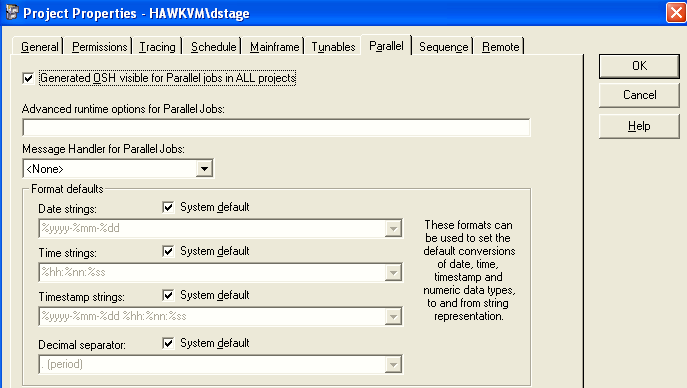 Project Properties - HAWKVM\dstage
General Permissions Tracing Schedule Mainframe Tunables Parallel Sequence Remote
OK
Cancel
Help
Generated OSH visible for Parallel jobs in ALL projects
Advanced runtime options for Parallel Jobs:
Message Handler for Parallel Jobs:
<None>
Format defaults
Date strings: System default
%yyyy-%mm-%dd
Time strings: System default
%hh:%nn:%ss
Timestamp strings: System default
%yyyy-%mm-%dd %hh:%nn:%ss
Decimal separator: System default
. (period)
These formats can
be used to set the
default conversions
of date, time,
timestamp and
numeric data types,
to and from string
representation.